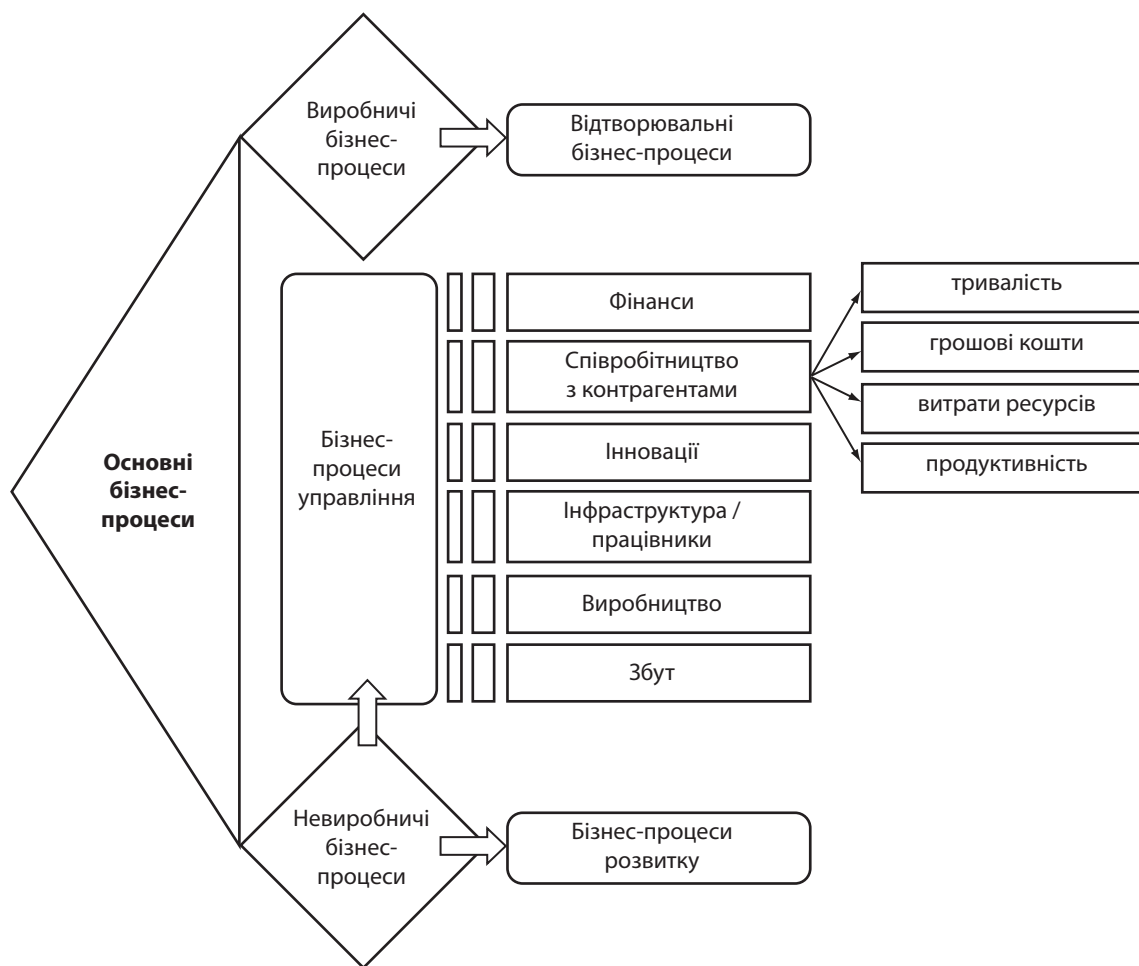 Виробничі
бізнес-
процеси
Відтворювальні
бізнес-процеси
Основні
бізнес-
процеси
Бізнес-
процеси
управління
Фінанси
Співробітництво
з контрагентами
Інновації
Інфраструктура /
працівники
Виробництво
Збут
тривалість
грошові кошти
витрати ресурсів
продуктивність
Невиробничі
бізнес-
процеси
Бізнес-процеси
розвитку